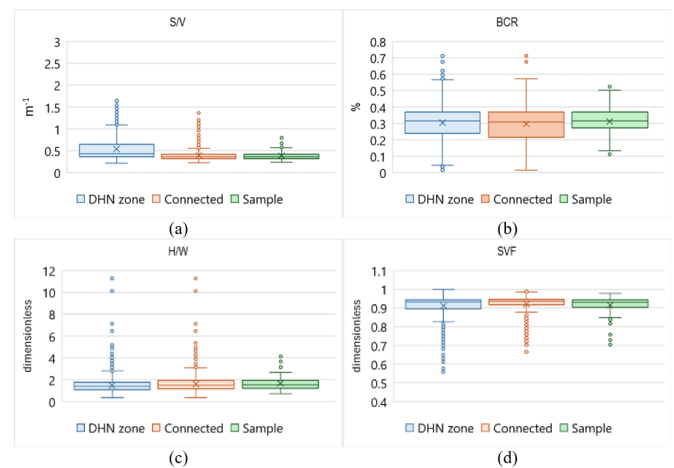 S/V
3
2.5
2
1.5
1
0.5
0
m⁻¹
DHN zone Connected Sample
(a)
BCR
0.8
0.7
0.6
0.5
0.4
0.3
0.2
0.1
0
%
DHN zone Connected Sample
(b)
H/W
12
10
8
6
4
2
0
dimensionless
DHN zone Connected Sample
(c)
SVF
1.1
1
0.9
0.8
0.7
0.6
0.5
0.4
dimensionless
DHN zone Connected Sample
(d)